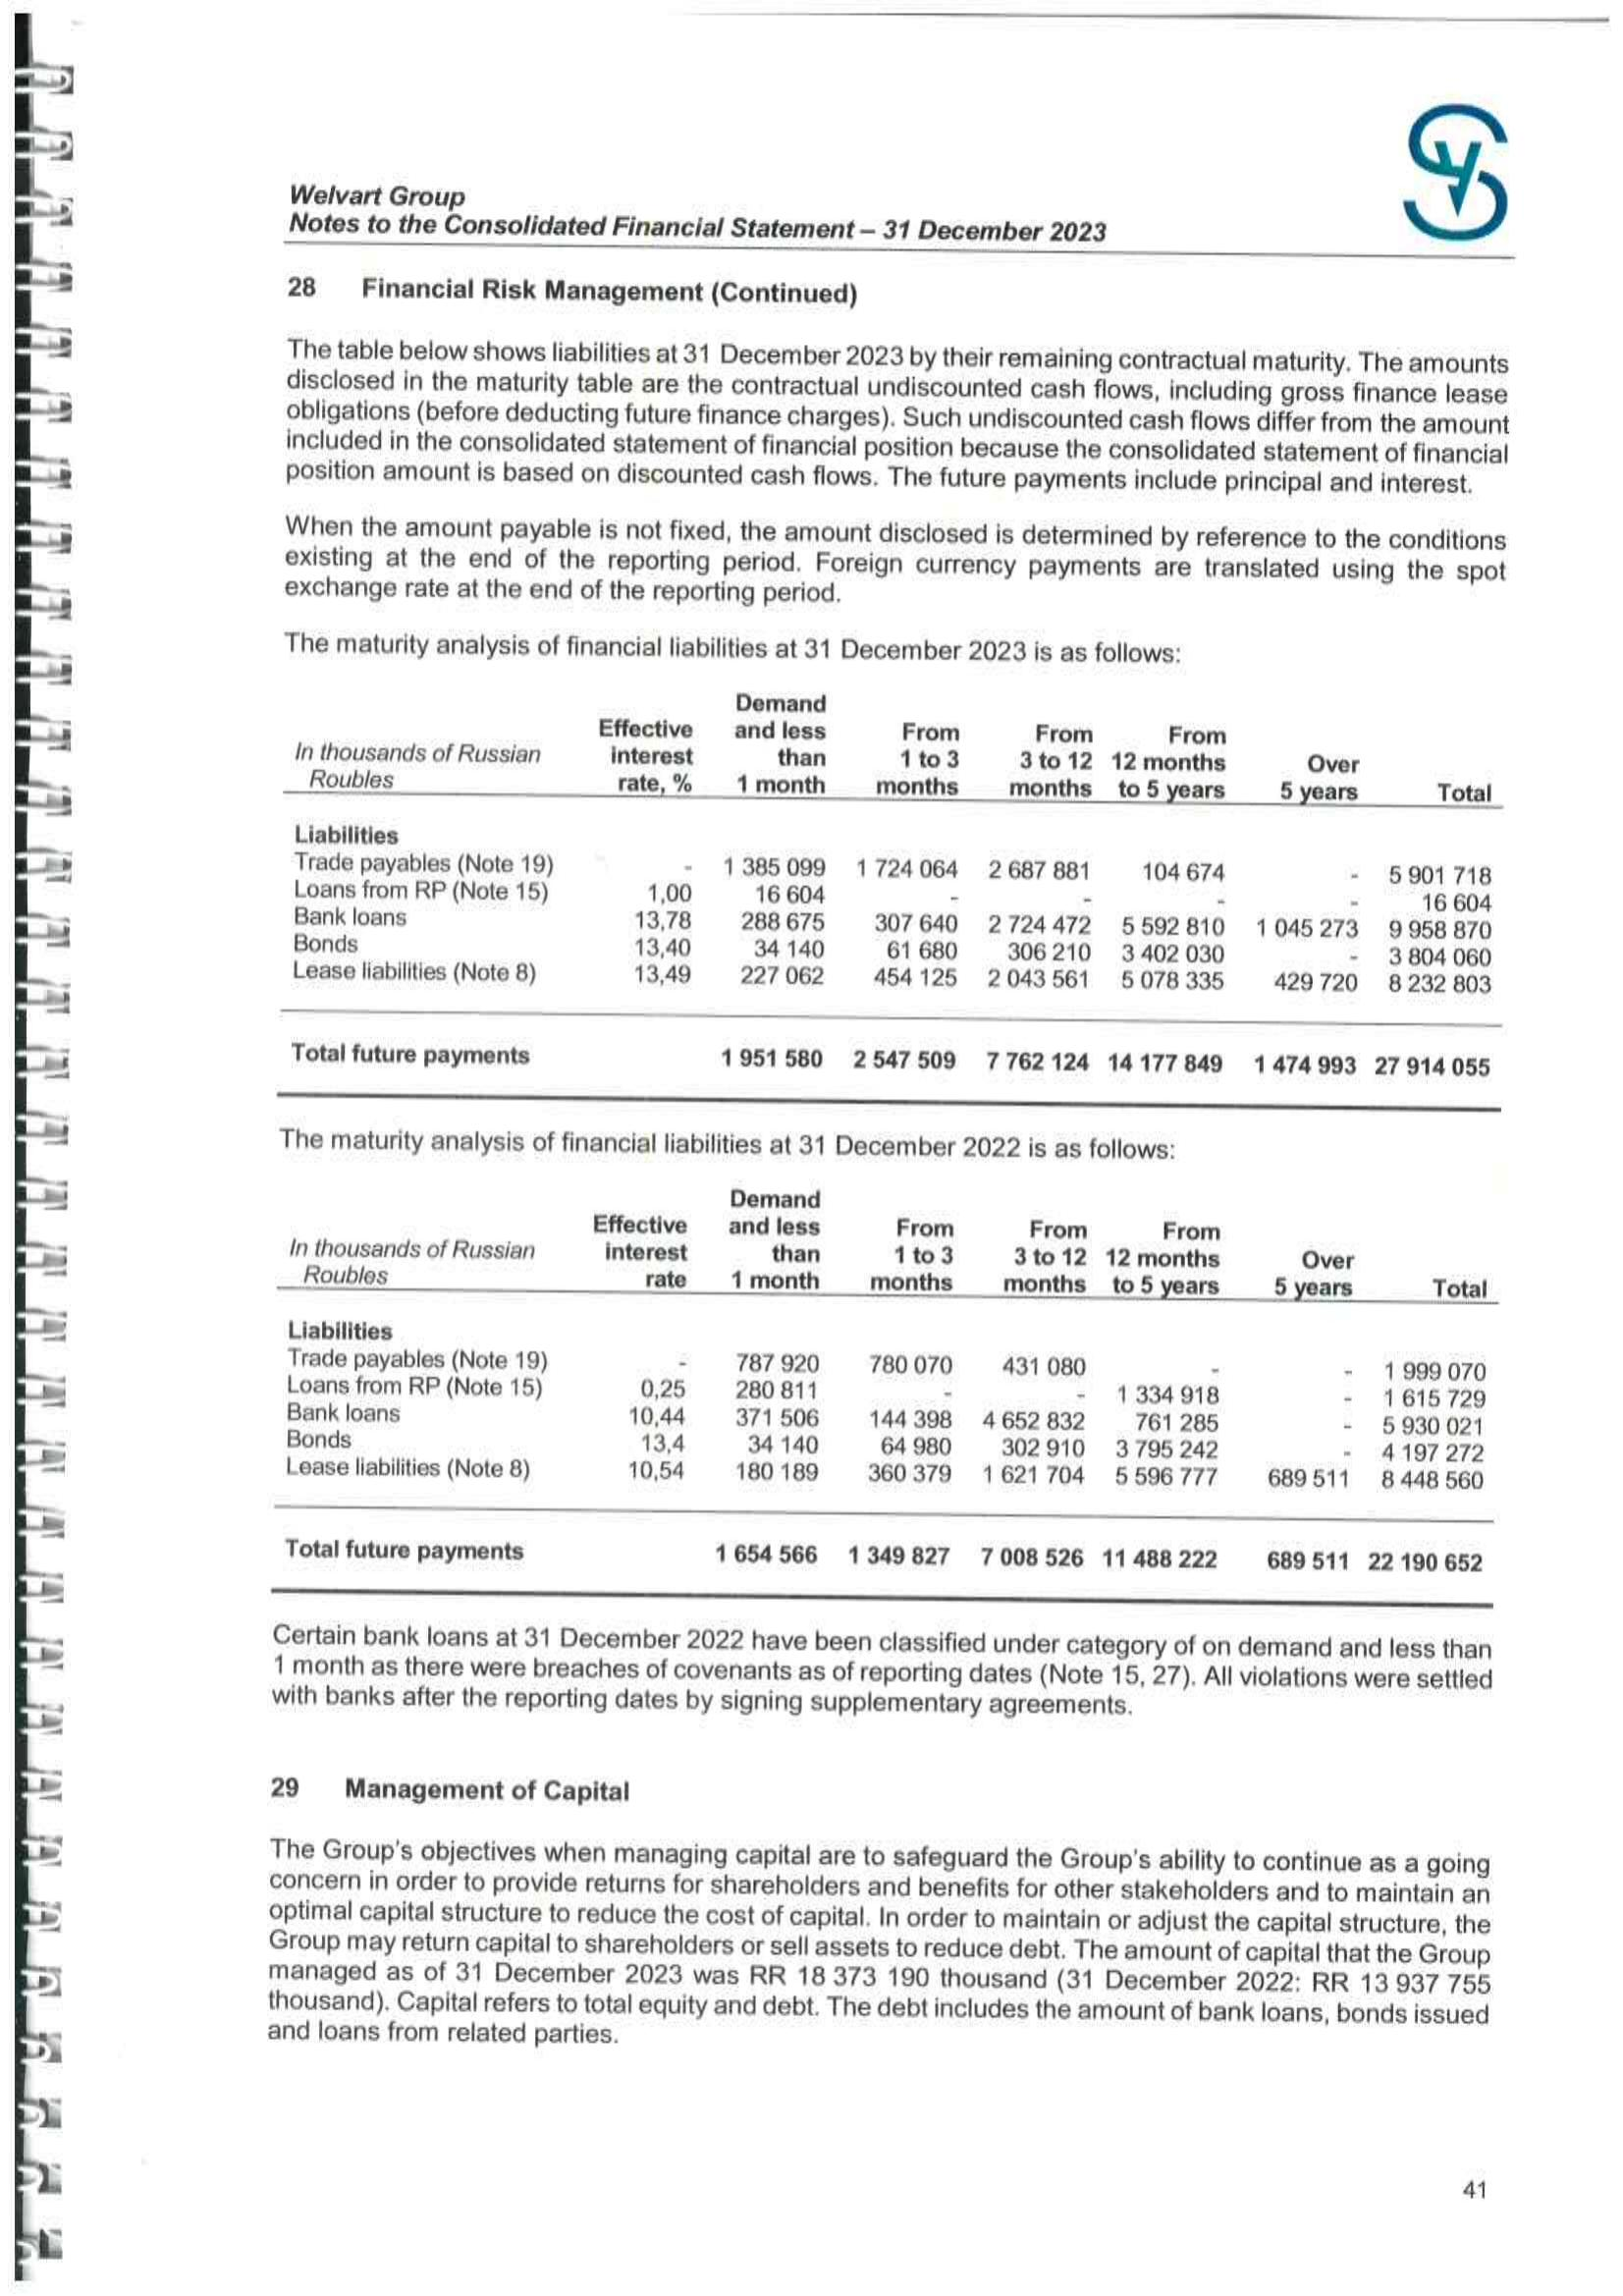 Welvart Group
Notes to the Consolidated Financial Statement – 31 December 2023
28 Financial Risk Management (Continued)
The table below shows liabilities at 31 December 2023 by their remaining contractual maturity. The amounts
disclosed in the maturity table are the contractual undiscounted cash flows, including gross finance lease
obligations (before deducting future finance charges). Such undiscounted cash flows differ from the amount
included in the consolidated statement of financial position because the consolidated statement of financial
position amount is based on discounted cash flows. The future payments include principal and interest.
When the amount payable is not fixed, the amount disclosed is determined by reference to the conditions
existing at the end of the reporting period. Foreign currency payments are translated using the spot
exchange rate at the end of the reporting period.
The maturity analysis of financial liabilities at 31 December 2023 is as follows:
Demand
Effective and less From From From
In thousands of Russian interest than 1 to 3 3 to 12 12 months Over
Roubles rate, % 1 month months months to 5 years 5 years Total
Liabilities
Trade payables (Note 19) - 1 385 099 1 724 064 2 687 881 104 674 - 5 901 718
Loans from RP (Note 15) 1,00 16 604 - - - - 16 604
Bank loans 13,78 288 675 307 640 2 724 472 5 592 810 1 045 273 9 958 870
Bonds 13,40 34 140 61 680 306 210 3 402 030 - 3 804 060
Lease liabilities (Note 8) 13,49 227 062 454 125 2 043 561 5 078 335 429 720 8 232 803
Total future payments 1 951 580 2 547 509 7 762 124 14 177 849 1 474 993 27 914 055
The maturity analysis of financial liabilities at 31 December 2022 is as follows:
Demand
Effective and less From From From
In thousands of Russian interest than 1 to 3 3 to 12 12 months Over
Roubles rate 1 month months months to 5 years 5 years Total
Liabilities
Trade payables (Note 19) - 787 920 780 070 431 080 - - 1 999 070
Loans from RP (Note 15) 0,25 280 811 - - 1 334 918 - 1 615 729
Bank loans 10,44 371 506 144 398 4 652 832 761 285 - 5 930 021
Bonds 13,4 34 140 64 980 302 910 3 795 242 - 4 197 272
Lease liabilities (Note 8) 10,54 180 189 360 379 1 621 704 5 596 777 689 511 8 448 560
Total future payments 1 654 566 1 349 827 7 008 526 11 488 222 689 511 22 190 652
Certain bank loans at 31 December 2022 have been classified under category of on demand and less than
1 month as there were breaches of covenants as of reporting dates (Note 15, 27). All violations were settled
with banks after the reporting dates by signing supplementary agreements.
29 Management of Capital
The Group's objectives when managing capital are to safeguard the Group's ability to continue as a going
concern in order to provide returns for shareholders and benefits for other stakeholders and to maintain an
optimal capital structure to reduce the cost of capital. In order to maintain or adjust the capital structure, the
Group may return capital to shareholders or sell assets to reduce debt. The amount of capital that the Group
managed as of 31 December 2023 was RR 18 373 190 thousand (31 December 2022: RR 13 937 755
thousand). Capital refers to total equity and debt. The debt includes the amount of bank loans, bonds issued
and loans from related parties.
41